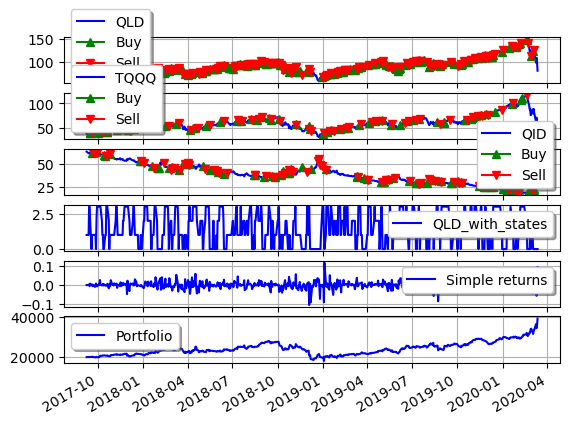 QLD
Buy
Sell
150
100
TQQQ
Buy
Sell
100
50
QID
Buy
Sell
50
25
QLD_with_states
2.5
0.0
Simple returns
0.1
0.0
−0.1
Portfolio
40000
20000
2017-10 2018-01 2018-04 2018-07 2018-10 2019-01 2019-04 2019-07 2019-10 2020-01 2020-04